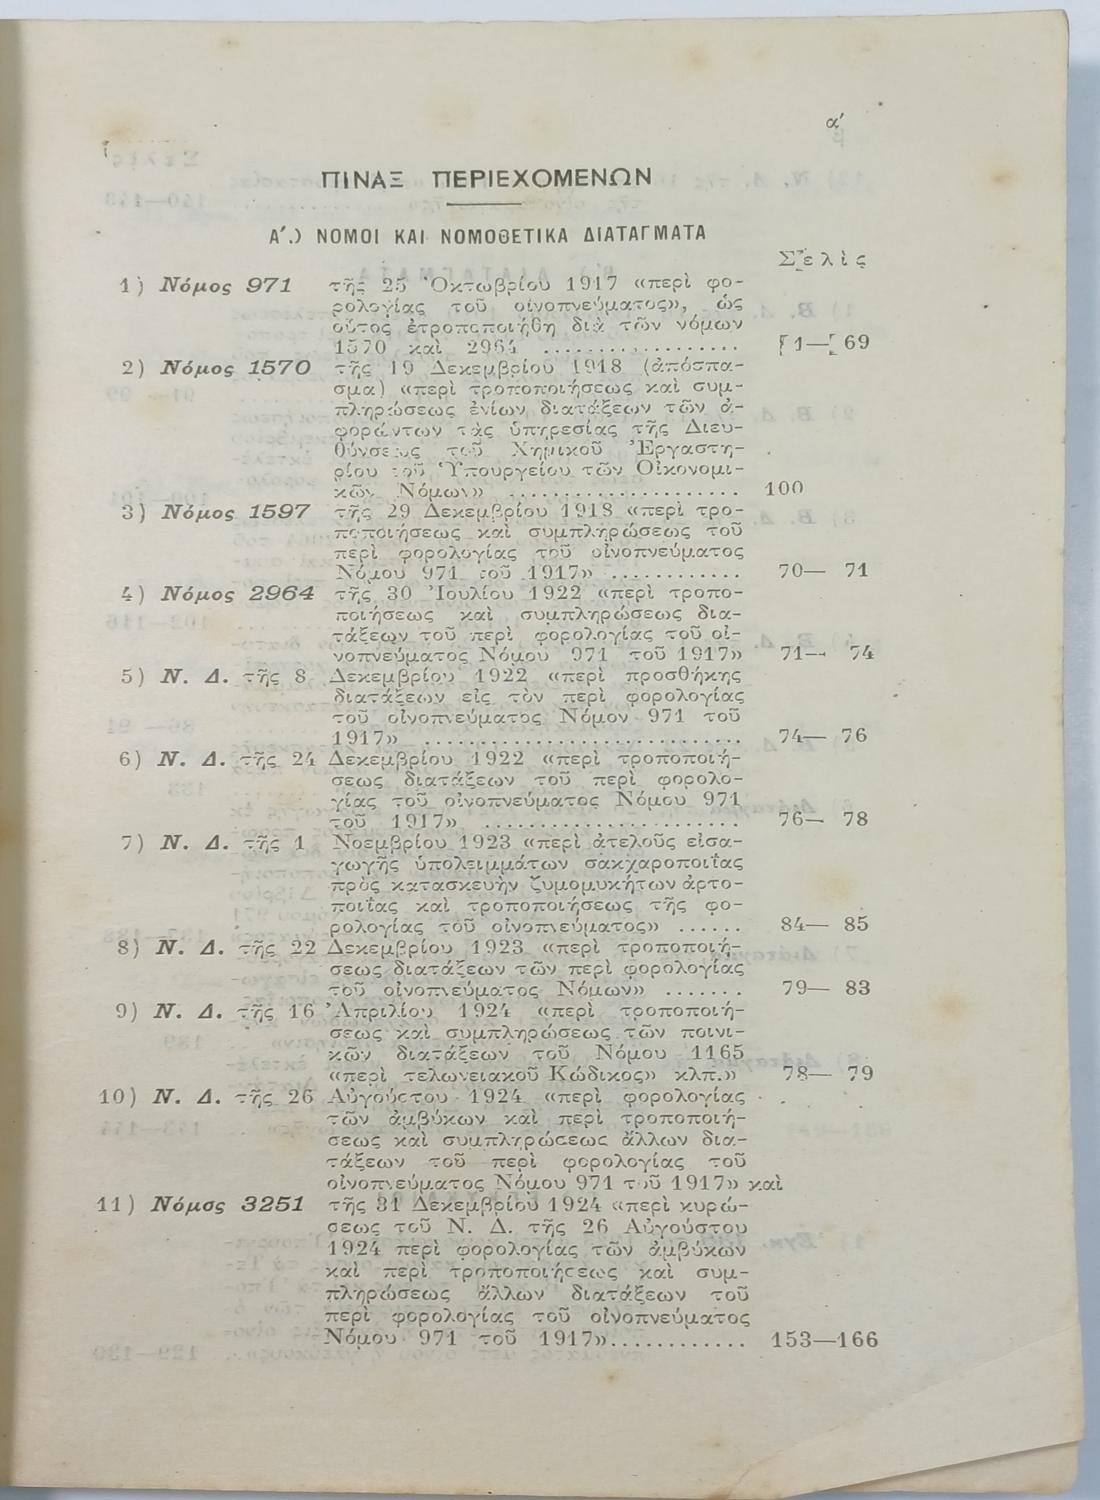 α′
ΠΙΝΑΞ ΠΕΡΙΕΧΟΜΕΝΩΝ
Α′.) ΝΟΜΟΙ ΚΑΙ ΝΟΜΟΘΕΤΙΚΑ ΔΙΑΤΑΓΜΑΤΑ
Σελὶς
1) Νόμος 971 τῆς 25 Ὀκτωβρίου 1917 «περὶ φο-
ρολογίας τοῦ οἰνοπνεύματος», ὡς
οὗτος ἐτροποποιήθη διὰ τῶν νόμων
1570 καὶ 2964 .................. 1— 69
2) Νόμος 1570 τῆς 19 Δεκεμβρίου 1918 (ἀπόσπα-
σμα) «περὶ τροποποιήσεως καὶ συμ-
πληρώσεως ἐνίων διατάξεων τῶν ἀ-
φορώντων τὰς ὑπηρεσίας τῆς Διευ-
θύνσεως τοῦ Χημικοῦ Ἐργαστη-
ρίου τοῦ Ὑπουργείου τῶν Οἰκονομι-
κῶν Νόμων» ..................... 100
3) Νόμος 1597 τῆς 29 Δεκεμβρίου 1918 «περὶ τρο-
ποποιήσεως καὶ συμπληρώσεως τοῦ
περὶ φορολογίας τοῦ οἰνοπνεύματος
Νόμου 971 τοῦ 1917» ............ 70— 71
4) Νόμος 2964 τῆς 30 Ἰουλίου 1922 «περὶ τροπο-
ποιήσεως καὶ συμπληρώσεως δια-
τάξεων τοῦ περὶ φορολογίας τοῦ οἰ-
νοπνεύματος Νόμου 971 τοῦ 1917» 71— 74
5) Ν. Δ. τῆς 8 Δεκεμβρίου 1922 «περὶ προσθήκης
διατάξεων εἰς τὸν περὶ φορολογίας
τοῦ οἰνοπνεύματος Νόμον 971 τοῦ
1917» ............................. 74— 76
6) Ν. Δ. τῆς 24 Δεκεμβρίου 1922 «περὶ τροποποιή-
σεως διατάξεων τοῦ περὶ φορολο-
γίας τοῦ οἰνοπνεύματος Νόμου 971
τοῦ 1917» ....................... 76— 78
7) Ν. Δ. τῆς 1 Νοεμβρίου 1923 «περὶ ἀτελοῦς εἰσα-
γωγῆς ὑπολειμμάτων σακχαροποιΐας
πρὸς κατασκευὴν ζυμομυκήτων ἀρτο-
ποιΐας καὶ τροποποιήσεως τῆς φο-
ρολογίας τοῦ οἰνοπνεύματος» ...... 84— 85
8) Ν. Δ. τῆς 22 Δεκεμβρίου 1923 «περὶ τροποποιή-
σεως διατάξεων τῶν περὶ φορολογίας
τοῦ οἰνοπνεύματος Νόμων» ....... 79— 83
9) Ν. Δ. τῆς 16 Ἀπριλίου 1924 «περὶ τροποποιή-
σεως καὶ συμπληρώσεως τῶν ποινι-
κῶν διατάξεων τοῦ Νόμου 1165
«περὶ τελωνειακοῦ Κώδικος» κλπ.» 78— 79
10) Ν. Δ. τῆς 26 Αὐγούστου 1924 «περὶ φορολογίας
τῶν ἀμβύκων καὶ περὶ τροποποιή-
σεως καὶ συμπληρώσεως ἄλλων δια-
τάξεων τοῦ περὶ φορολογίας τοῦ
οἰνοπνεύματος Νόμου 971 τοῦ 1917» καὶ
11) Νόμος 3251 τῆς 31 Δεκεμβρίου 1924 «περὶ κυρώ-
σεως τοῦ Ν. Δ. τῆς 26 Αὐγούστου
1924 περὶ φορολογίας τῶν ἀμβύκων
καὶ περὶ τροποποιήσεως καὶ συμ-
πληρώσεως ἄλλων διατάξεων τοῦ
περὶ φορολογίας τοῦ οἰνοπνεύματος
Νόμου 971 τοῦ 1917»............ 153—166